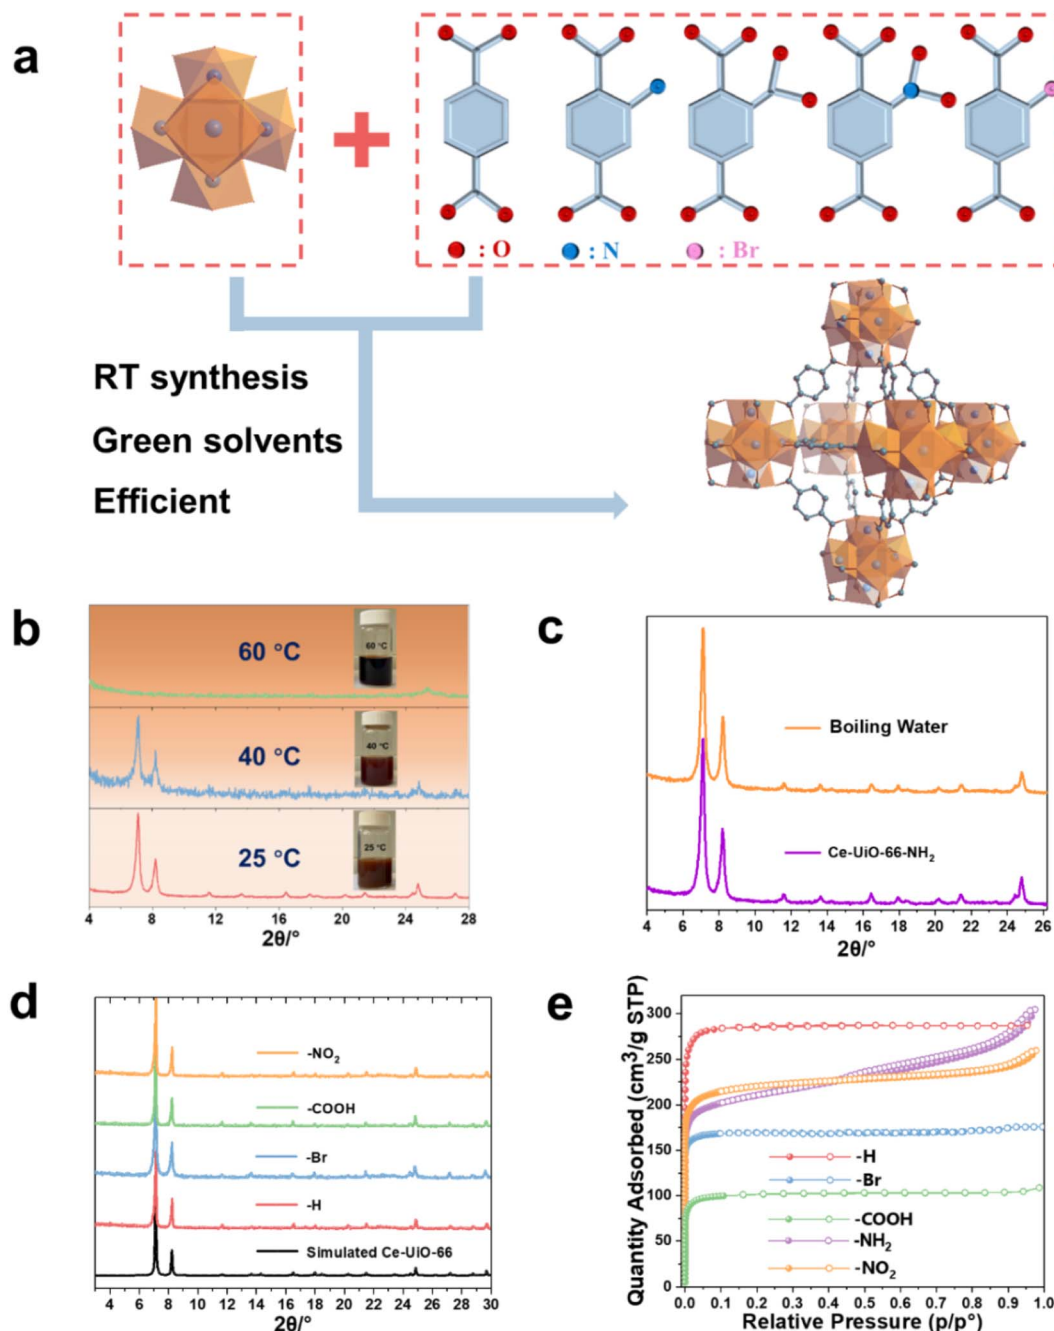 a
: O
: N
: Br
RT synthesis
Green solvents
Efficient
b
60 °C
60 °C
40 °C
40 °C
25 °C
25 °C
4 8 12 16 20 24 28
2θ/°
c
Boiling Water
Ce-UiO-66-NH₂
4 6 8 10 12 14 16 18 20 22 24 26
2θ/°
d
-NO₂
-COOH
-Br
-H
Simulated Ce-UiO-66
4 6 8 10 12 14 16 18 20 22 24 26 28 30
2θ/°
e
Quantity Adsorbed (cm³/g STP)
300
250
200
150
100
50
0
-H
-Br
-COOH
-NH₂
-NO₂
0.0 0.1 0.2 0.3 0.4 0.5 0.6 0.7 0.8 0.9 1.0
Relative Pressure (p/p°)